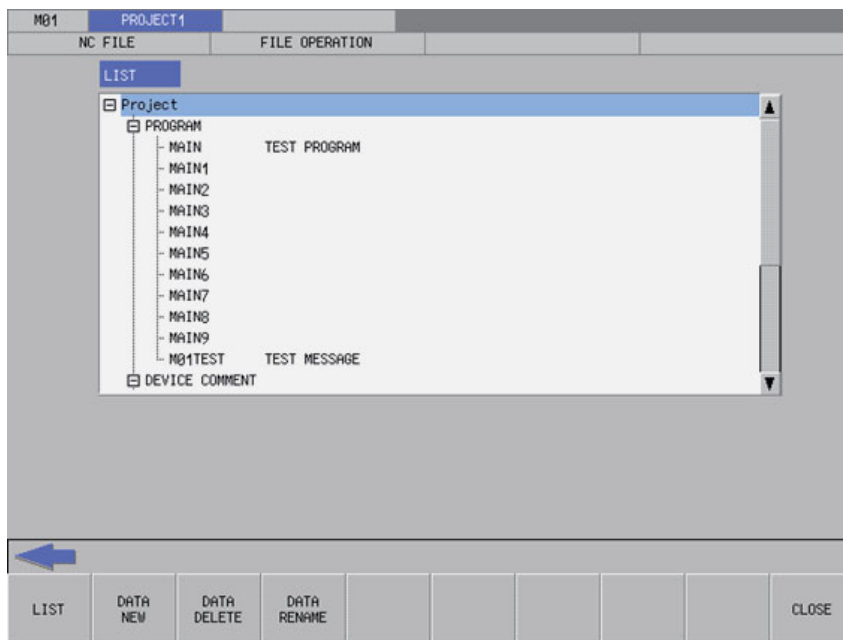 M01 PROJECT1
NC FILE FILE OPERATION
LIST
Project
PROGRAM
MAIN TEST PROGRAM
MAIN1
MAIN2
MAIN3
MAIN4
MAIN5
MAIN6
MAIN7
MAIN8
MAIN9
M01TEST TEST MESSAGE
DEVICE COMMENT
LIST DATA NEW DATA DELETE DATA RENAME CLOSE